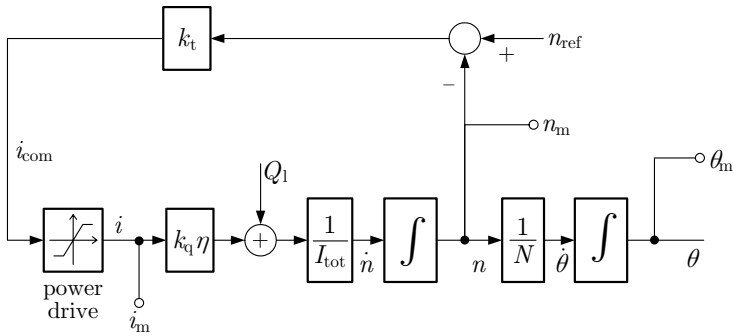 k_t
n_ref
+
−
n_m
i_com
Q_l
θ_m
i
k_q η
+
1/I_tot
ṅ
∫
n
1/N
θ̇
∫
θ
power
drive
i_m